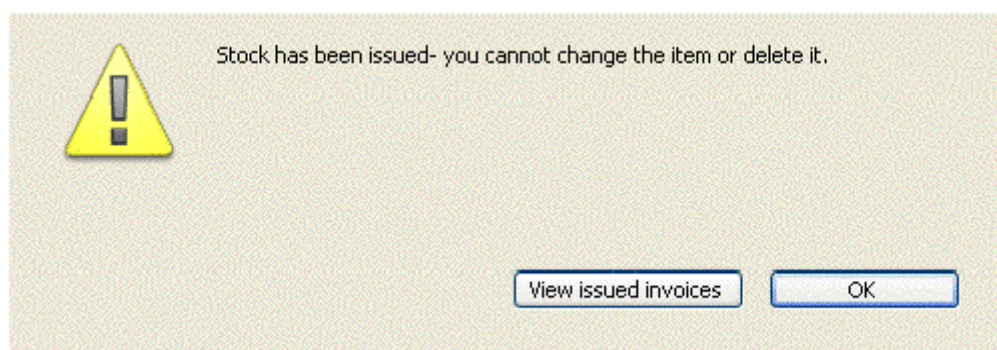 Stock has been issued- you cannot change the item or delete it.
View issued invoices
OK